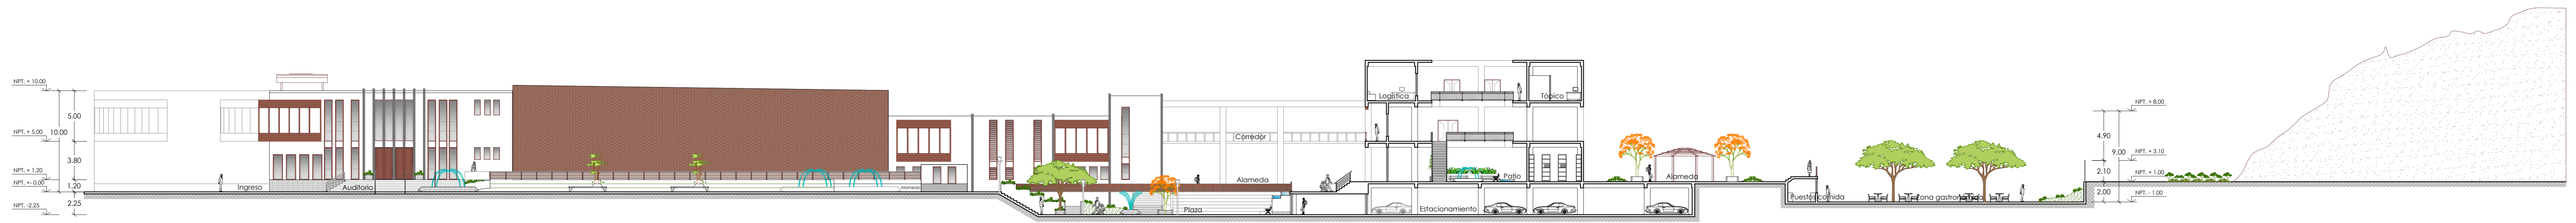 NPT. + 10.00
5.00
10.00
NPT. + 5.00
3.80
NPT. + 1.20
NPT. +- 0.00
1.20
2.25
NPT. -2.25
Ingreso
Auditorio
Alameda
Alameda
Plaza
Corredor
Logística
Tópico
Patio
Estacionamiento
Alameda
Puestos comida
Zona gastronómica
NPT. + 8.00
4.90
9.00
NPT. + 3.10
2.10
NPT. + 1.00
2.00
NPT. - 1.00